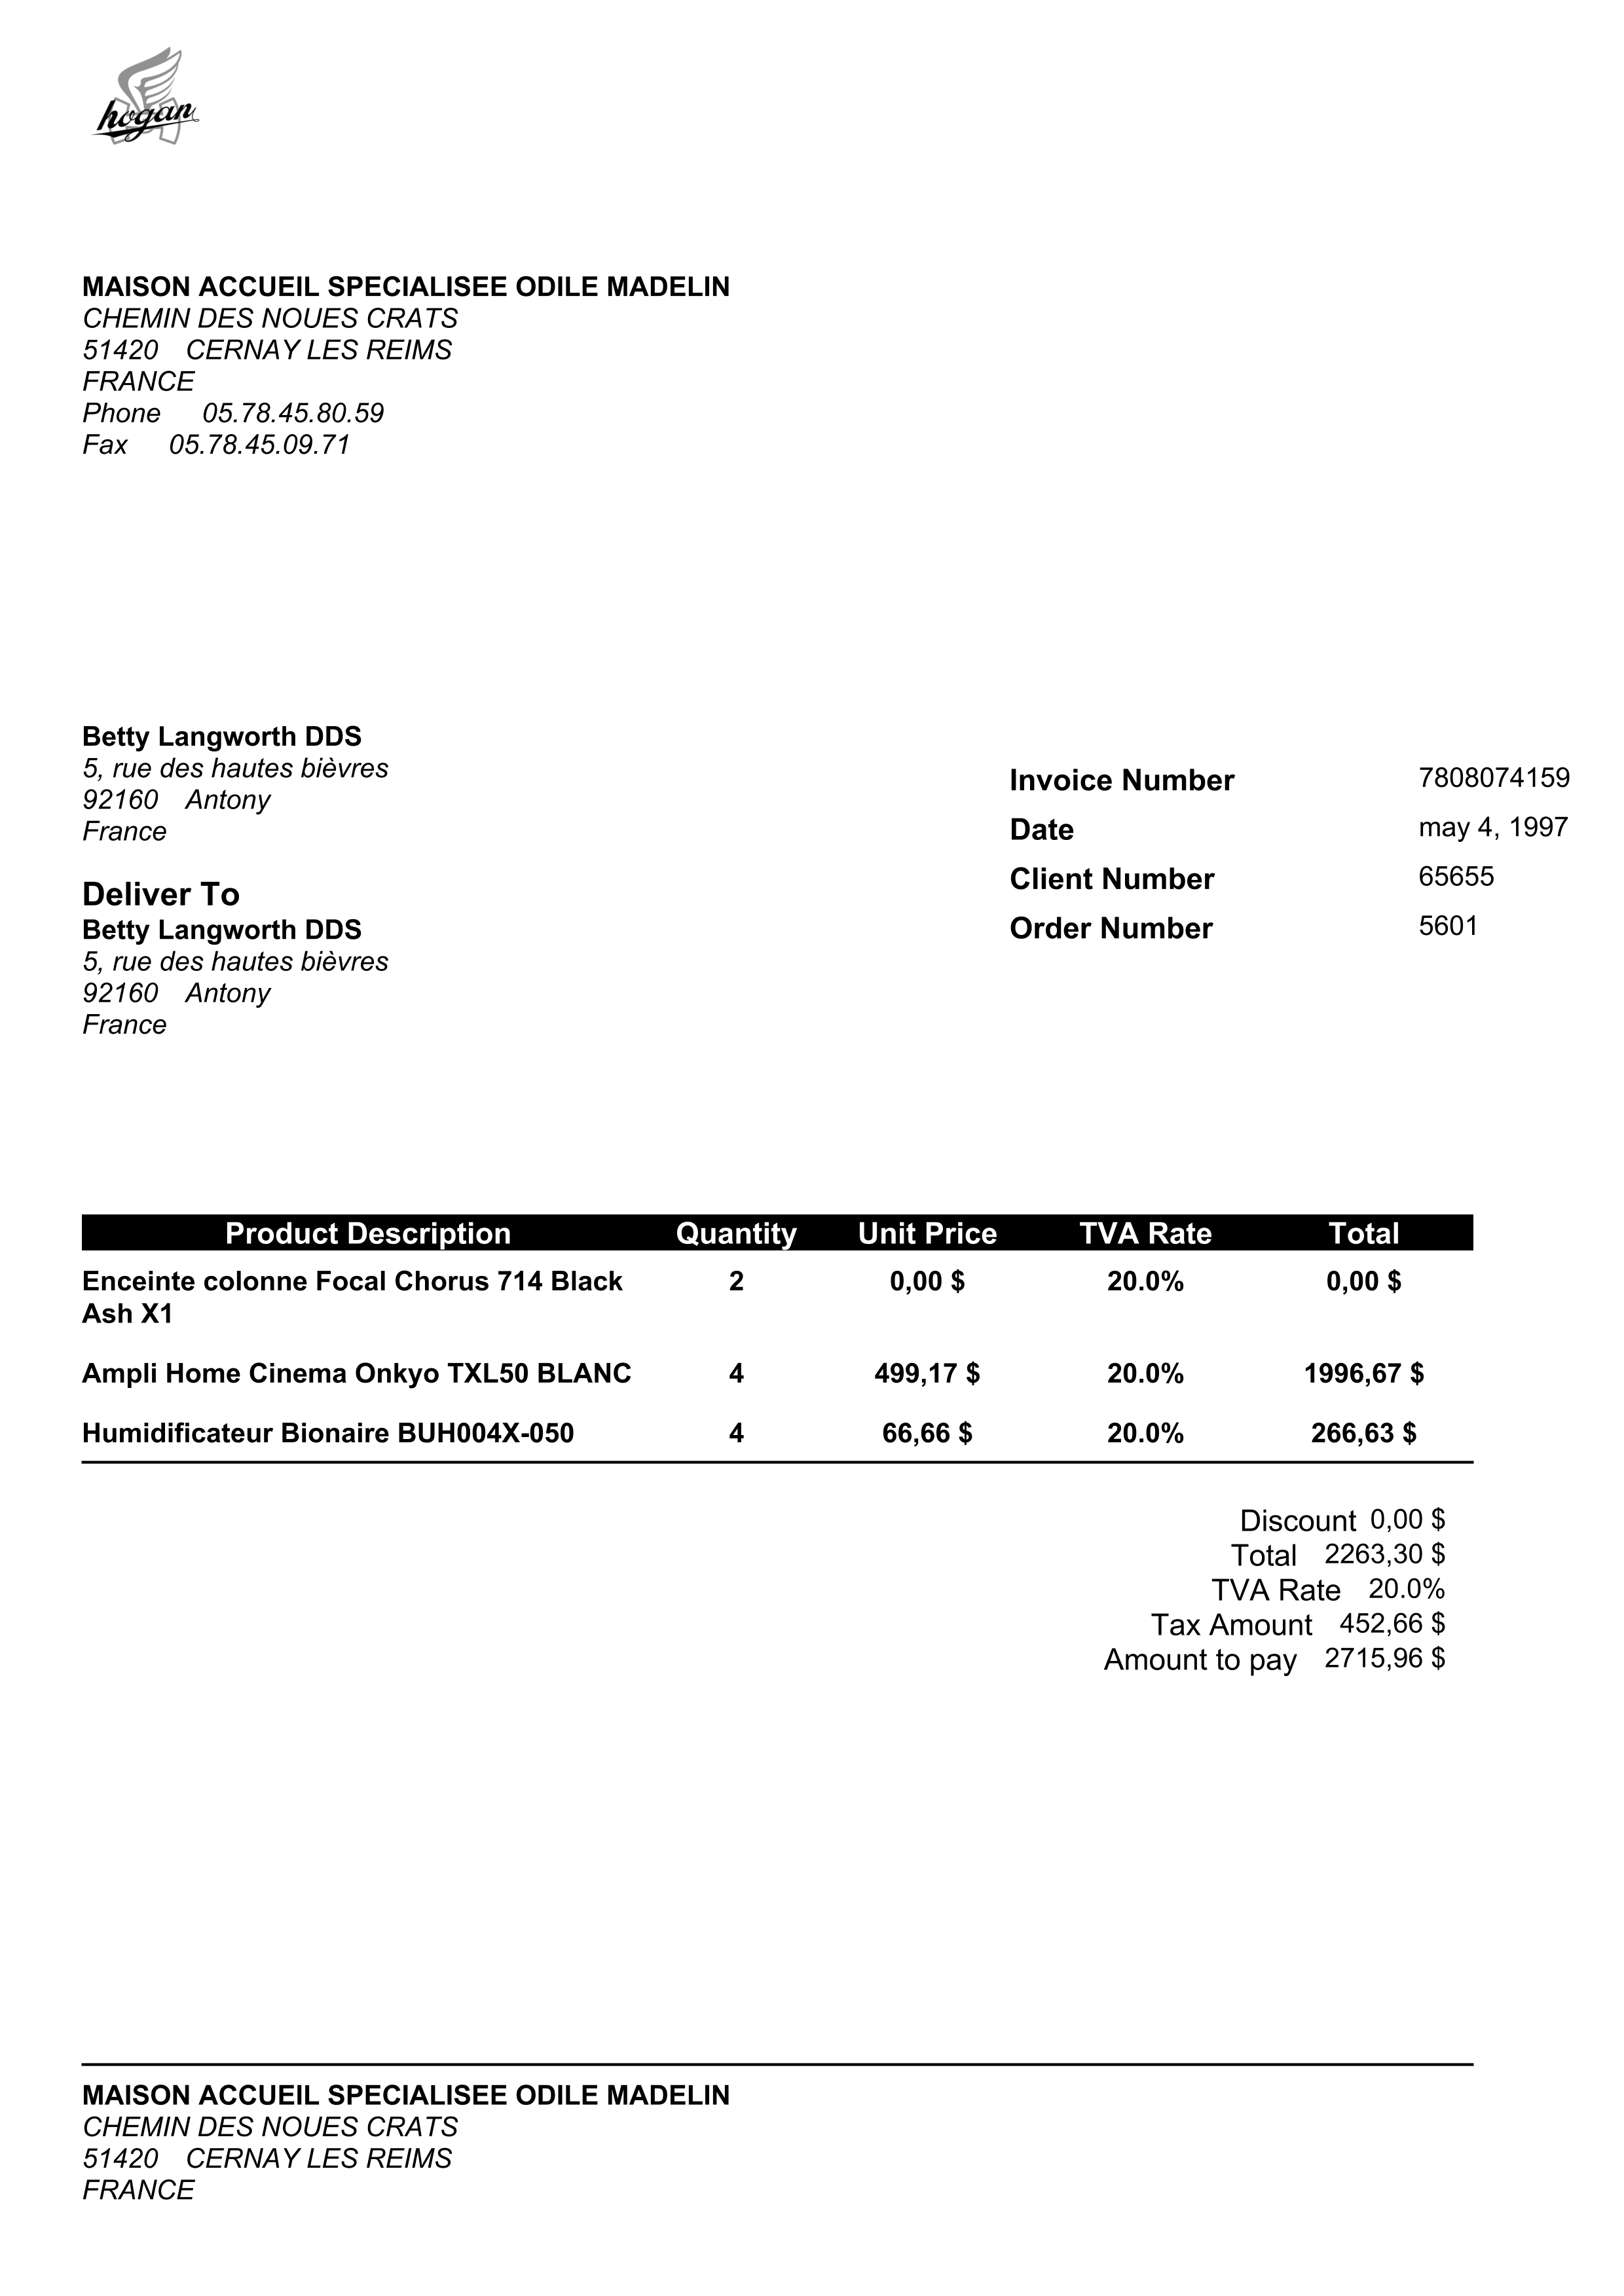 hogan
MAISON ACCUEIL SPECIALISEE ODILE MADELIN
CHEMIN DES NOUES CRATS
51420 CERNAY LES REIMS
FRANCE
Phone 05.78.45.80.59
Fax 05.78.45.09.71
Betty Langworth DDS
5, rue des hautes bièvres
92160 Antony
France
Invoice Number 7808074159
Date may 4, 1997
Client Number 65655
Order Number 5601
Deliver To
Betty Langworth DDS
5, rue des hautes bièvres
92160 Antony
France
Product Description Quantity Unit Price TVA Rate Total
Enceinte colonne Focal Chorus 714 Black 2 0,00 $ 20.0% 0,00 $
Ash X1
Ampli Home Cinema Onkyo TXL50 BLANC 4 499,17 $ 20.0% 1996,67 $
Humidificateur Bionaire BUH004X-050 4 66,66 $ 20.0% 266,63 $
Discount 0,00 $
Total 2263,30 $
TVA Rate 20.0%
Tax Amount 452,66 $
Amount to pay 2715,96 $
MAISON ACCUEIL SPECIALISEE ODILE MADELIN
CHEMIN DES NOUES CRATS
51420 CERNAY LES REIMS
FRANCE